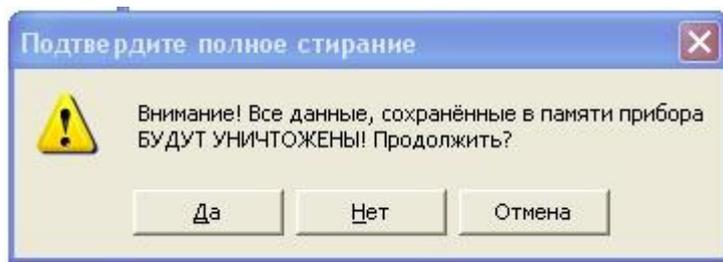 Подтвердите полное стирание
Внимание! Все данные, сохранённые в памяти прибора
БУДУТ УНИЧТОЖЕНЫ! Продолжить?
Да Нет Отмена